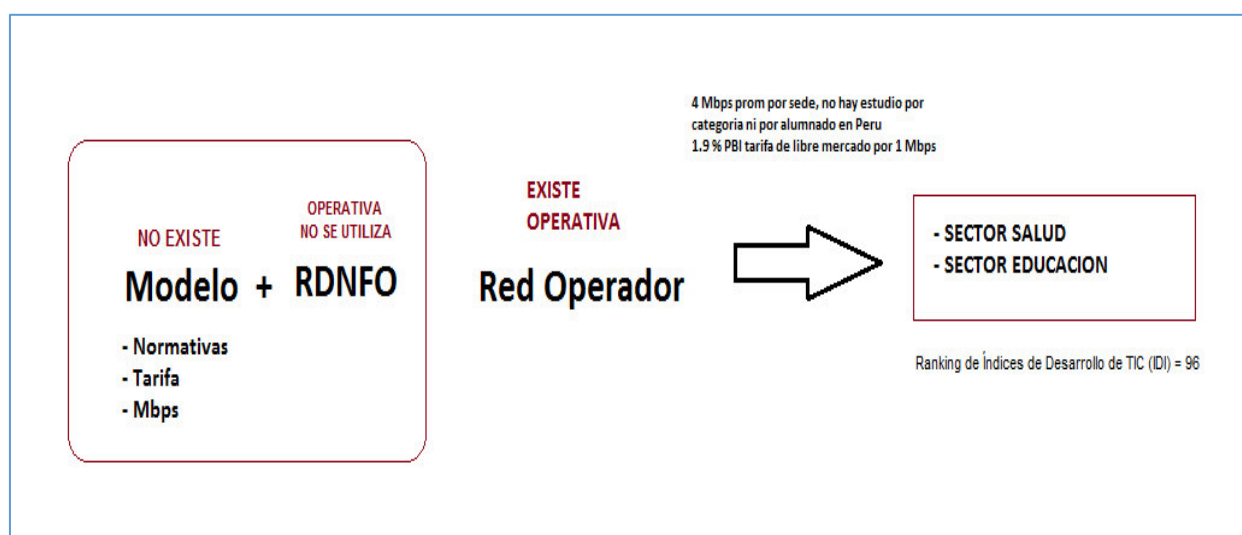 4 Mbps prom por sede, no hay estudio por
categoria ni por alumnado en Peru
1.9 % PBI tarifa de libre mercado por 1 Mbps
NO EXISTE
OPERATIVA
NO SE UTILIZA
Modelo + RDNFO
- Normativas
- Tarifa
- Mbps
EXISTE
OPERATIVA
Red Operador
- SECTOR SALUD
- SECTOR EDUCACION
Ranking de Índices de Desarrollo de TIC (IDI) = 96